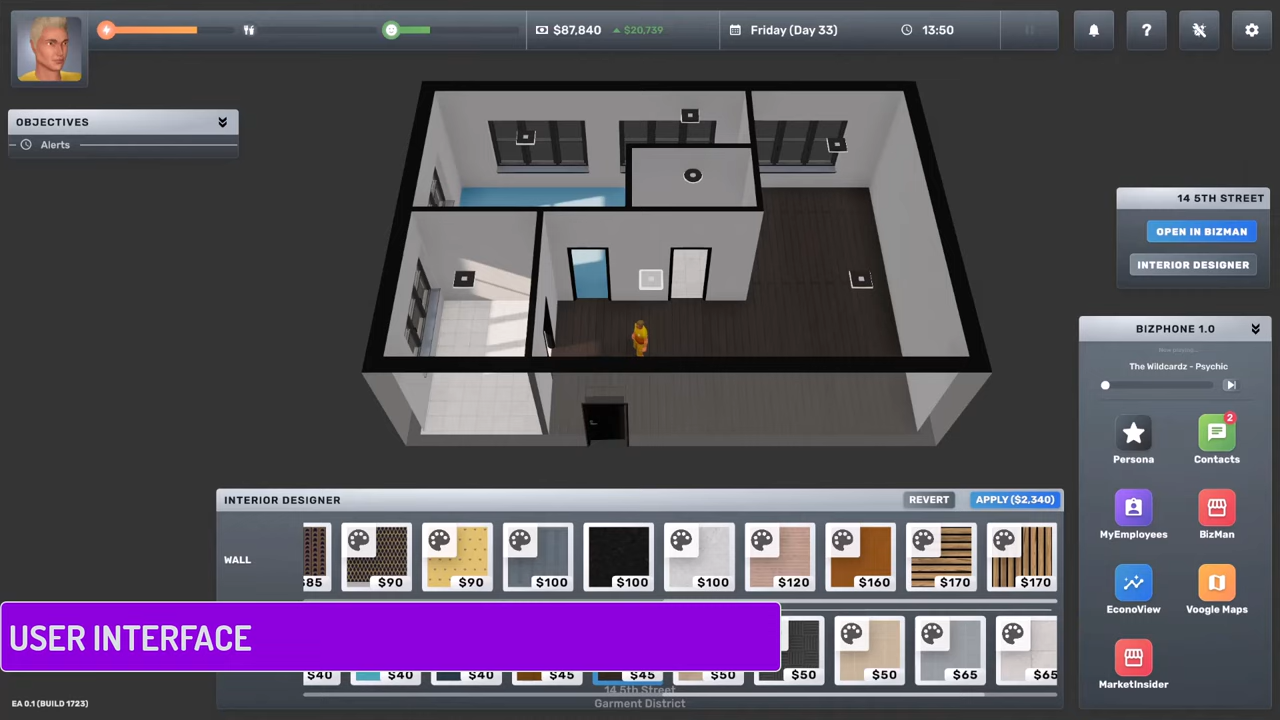 $87,840
$20,739
Friday (Day 33)
13:50
?
OBJECTIVES
Alerts
14 5TH STREET
OPEN IN BIZMAN
INTERIOR DESIGNER
BIZPHONE 1.0
The Wildcardz - Psychic
Persona
2
Contacts
MyEmployees
BizMan
EconoView
Voogle Maps
MarketInsider
INTERIOR DESIGNER
REVERT
APPLY ($2,340)
WALL
$85
$90
$90
$100
$100
$100
$120
$160
$170
$170
USER INTERFACE
$40
$40
$40
$45
$45
$50
$50
$50
$65
$65
14 5th Street
Garment District
EA 0.1 (BUILD 1723)